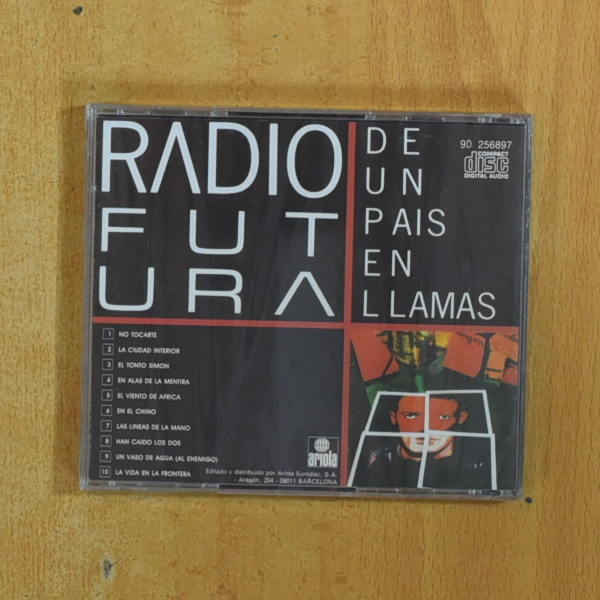 RADIO
FUT
URA
DE
UN
PAIS
EN
LLAMAS
9D 256897
COMPACT
disc
DIGITAL AUDIO
1 NO TOCARTE
2 LA CIUDAD INTERIOR
3 EL TONTO SIMON
4 EN ALAS DE LA MENTIRA
5 EL VIENTO DE AFRICA
6 EN EL CHINO
7 LAS LINEAS DE LA MANO
8 HAN CAIDO LOS DOS
9 UN VASO DE AGUA (AL ENEMIGO)
10 LA VIDA EN LA FRONTERA
ariola
Editado y distribuido por Ariola Eurodisc, S.A.
- Aragón, 204 - 08011 BARCELONA